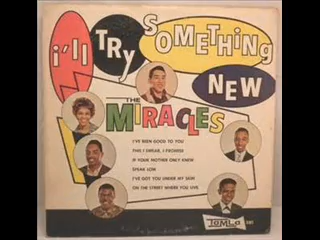 i'll
TRY
SOMETHING
NEW
THE
MIRACLES
I'VE BEEN GOOD TO YOU
THIS I SWEAR, I PROMISE
IF YOUR MOTHER ONLY KNEW
SPEAK LOW
I'VE GOT YOU UNDER MY SKIN
ON THE STREET WHERE YOU LIVE
TAMLA